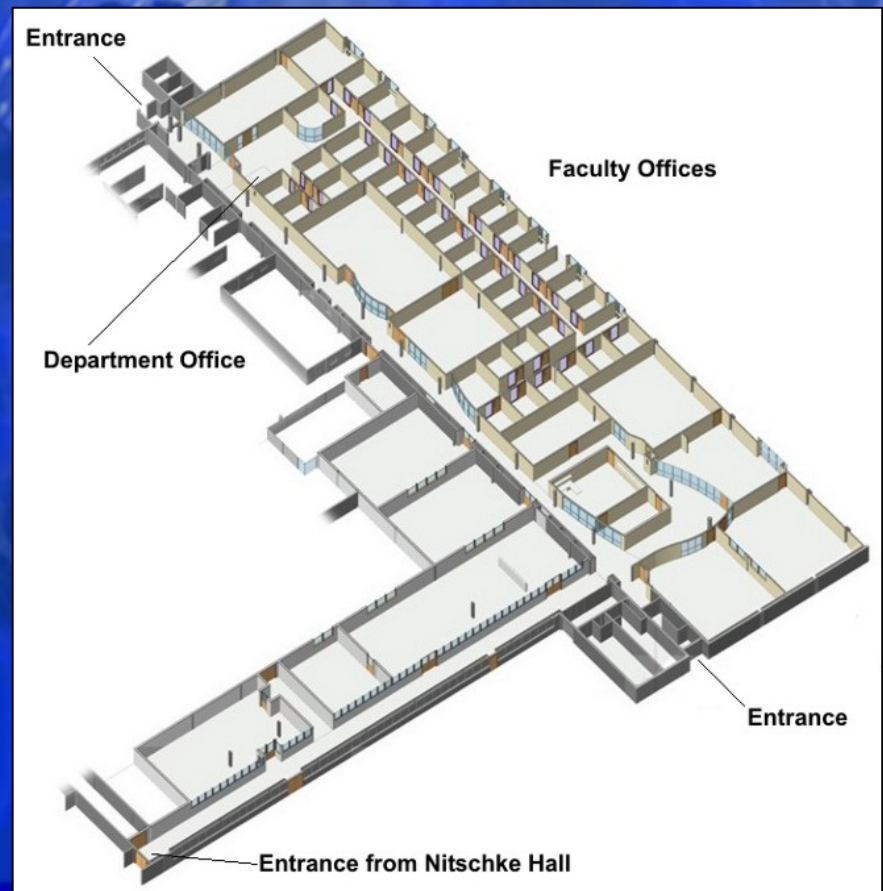 Entrance
Faculty Offices
Department Office
Entrance
Entrance from Nitschke Hall